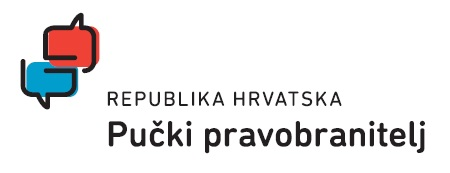 REPUBLIKA HRVATSKA
Pučki pravobranitelj